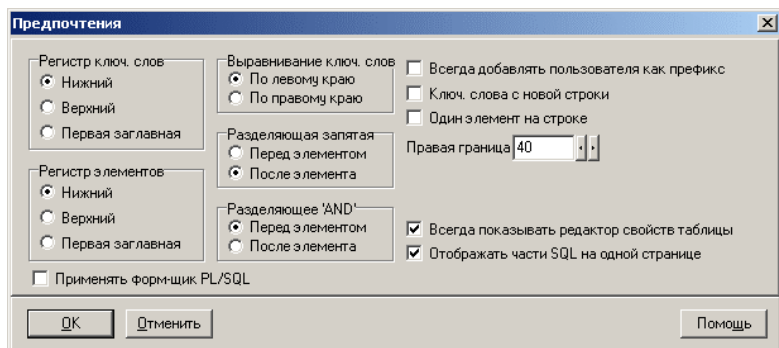 Предпочтения
Регистр ключ. слов
Нижний
Верхний
Первая заглавная
Регистр элементов
Нижний
Верхний
Первая заглавная
Применять форм-щик PL/SQL
Выравнивание ключ. слов
По левому краю
По правому краю
Разделяющая запятая
Перед элементом
После элемента
Разделяющее 'AND'
Перед элементом
После элемента
Всегда добавлять пользователя как префикс
Ключ. слова с новой строки
Один элемент на строке
Правая граница 40
Всегда показывать редактор свойств таблицы
Отображать части SQL на одной странице
OK
Отменить
Помощь